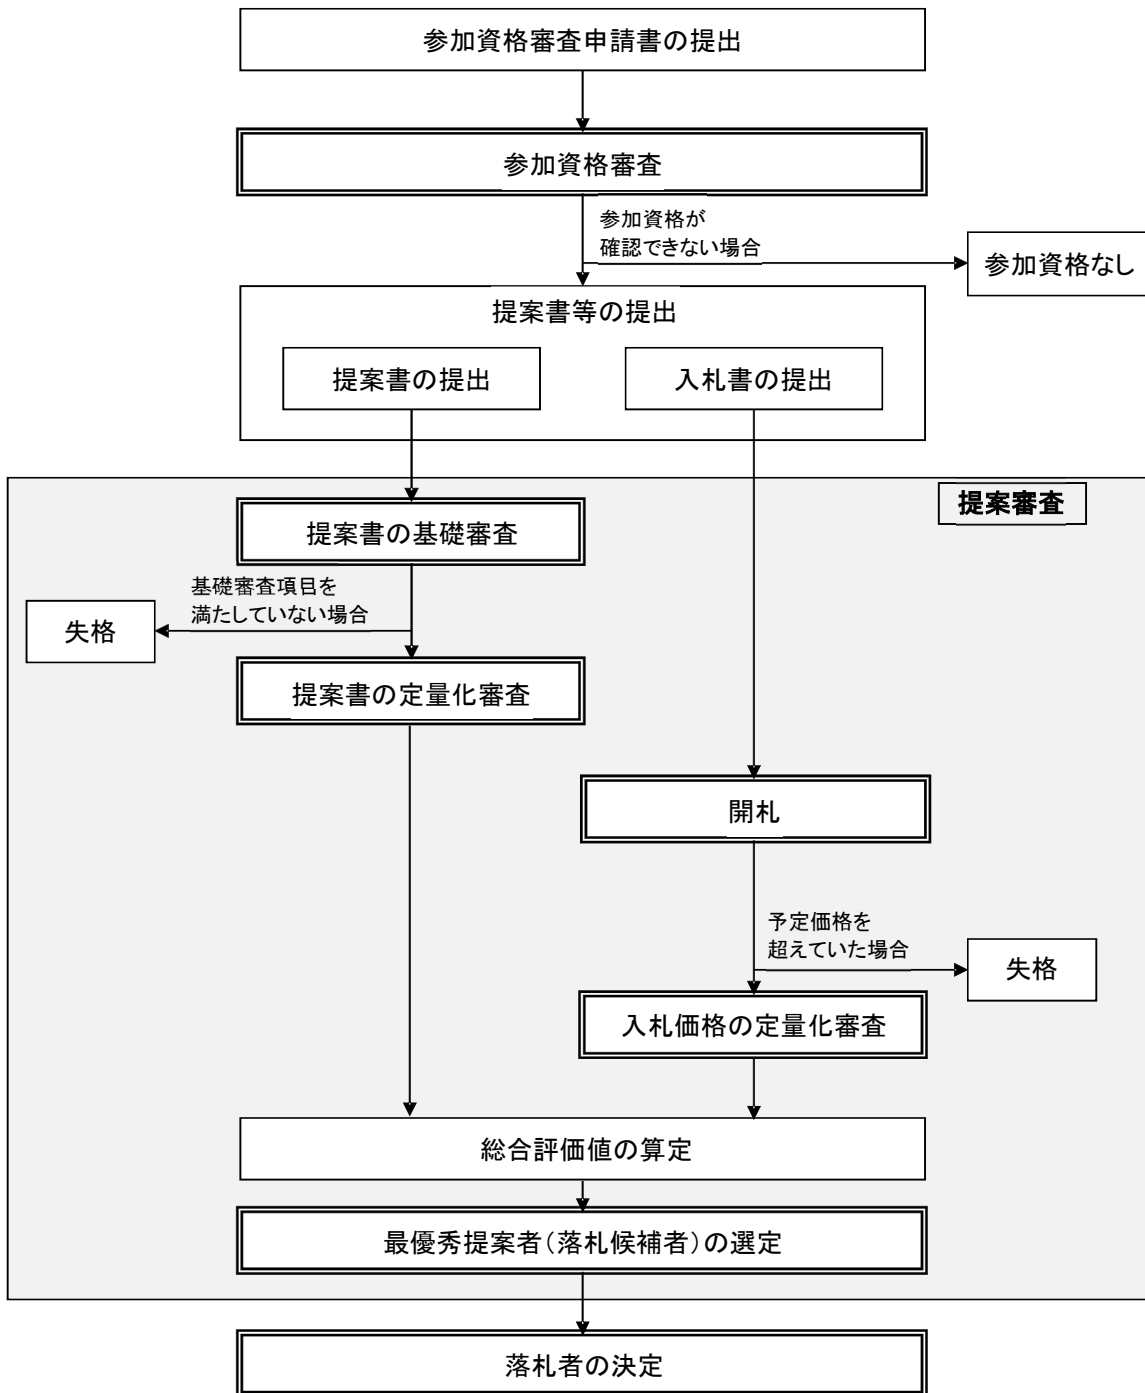 参加資格審査申請書の提出
参加資格審査
参加資格が
確認できない場合
参加資格なし
提案書等の提出
提案書の提出
入札書の提出
提案審査
提案書の基礎審査
基礎審査項目を
満たしていない場合
失格
提案書の定量化審査
開札
予定価格を
超えていた場合
失格
入札価格の定量化審査
総合評価値の算定
最優秀提案者(落札候補者)の選定
落札者の決定